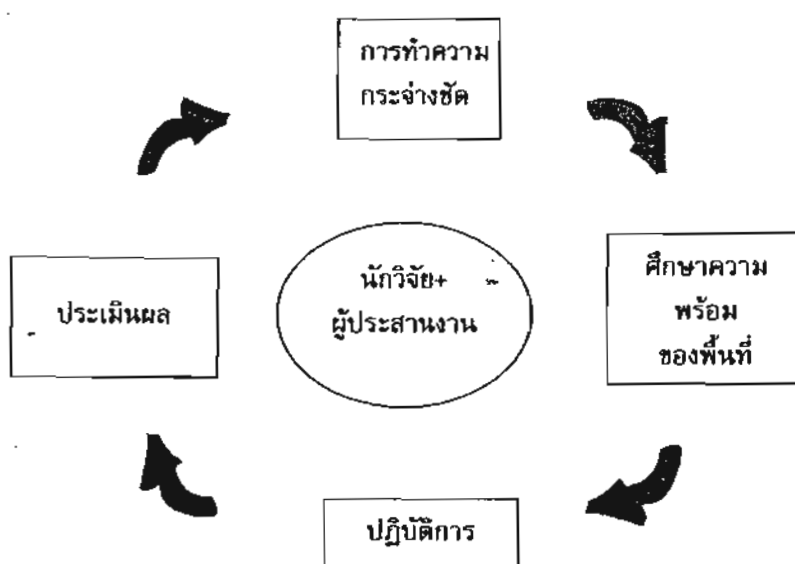 การทำความ
กระจ่างชัด
นักวิจัย+
ผู้ประสานงาน
ศึกษาความ
พร้อม
ของพื้นที่
ประเมินผล
ปฏิบัติการ